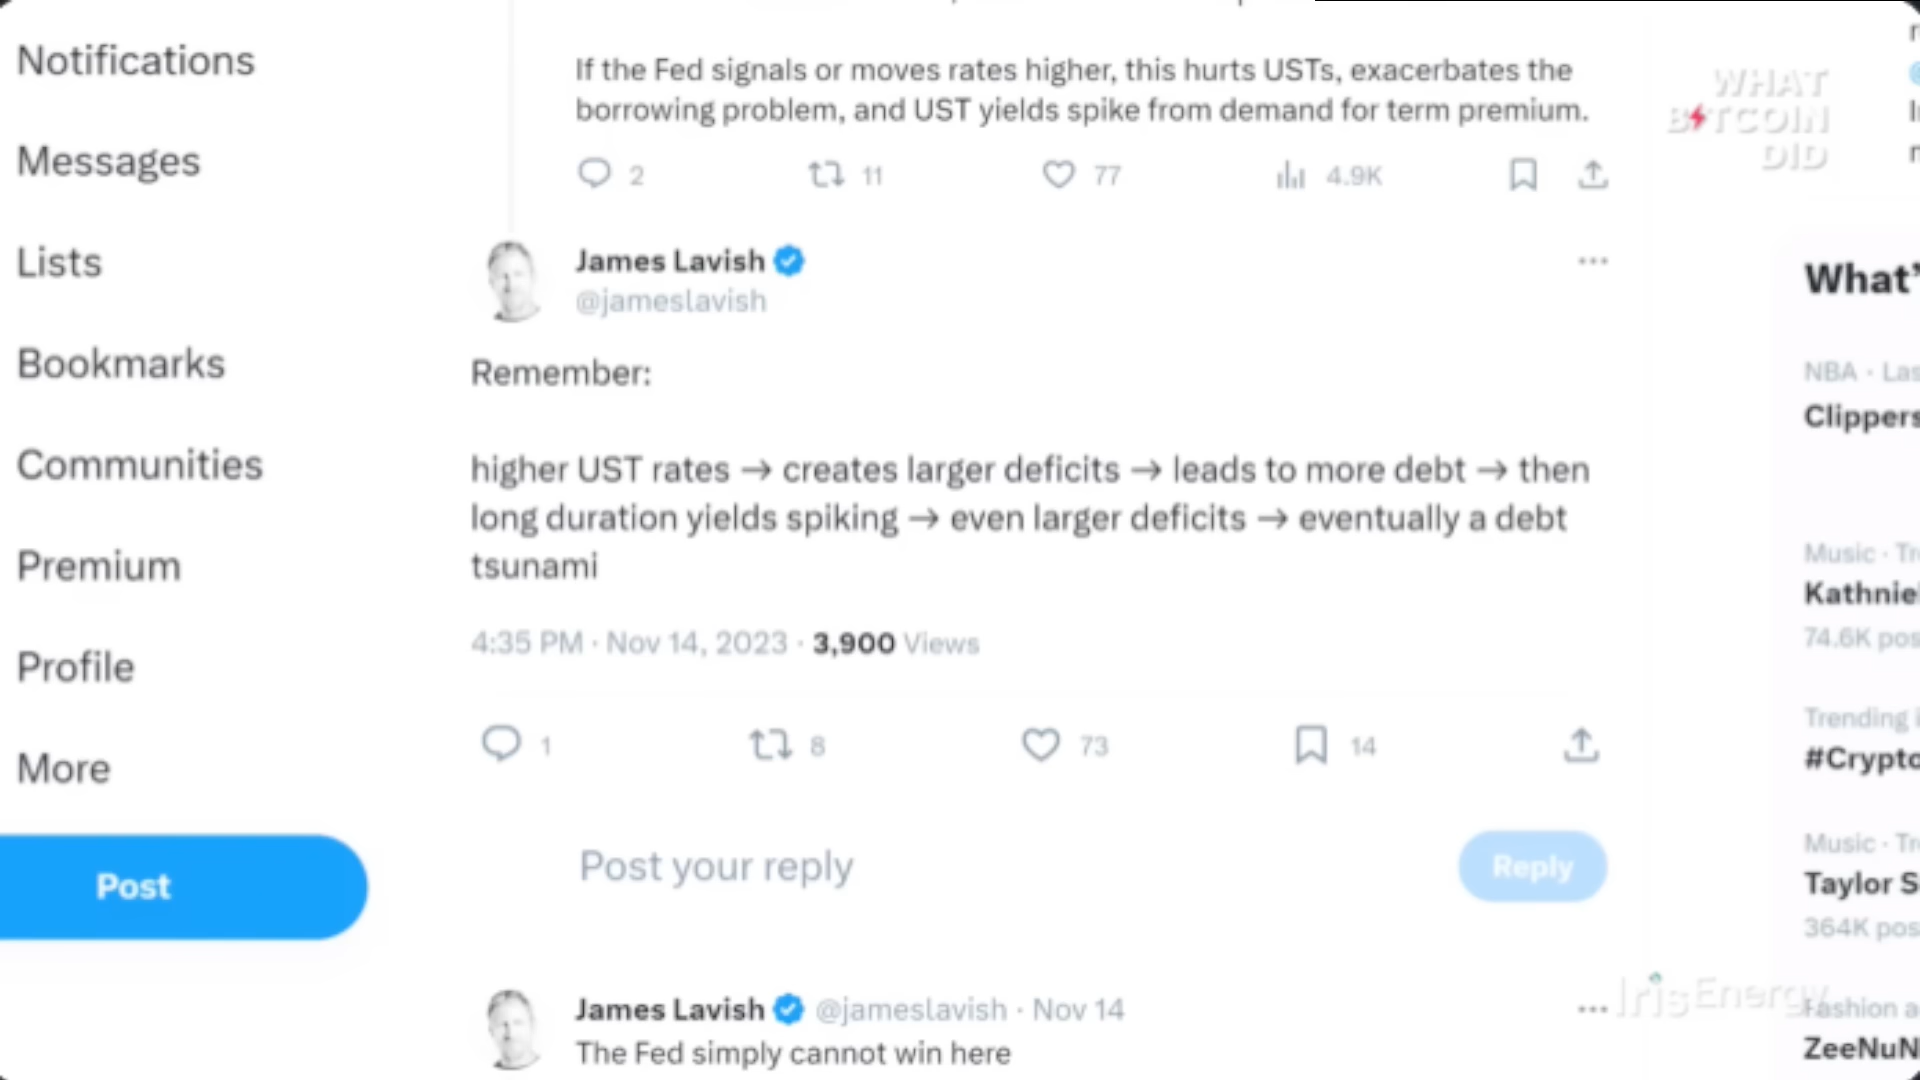 Notifications
Messages
Lists
Bookmarks
Communities
Premium
Profile
More
Post
If the Fed signals or moves rates higher, this hurts USTs, exacerbates the
borrowing problem, and UST yields spike from demand for term premium.
2 11 77 4.9K
James Lavish
@jameslavish
Remember:
higher UST rates → creates larger deficits → leads to more debt → then
long duration yields spiking → even larger deficits → eventually a debt
tsunami
4:35 PM · Nov 14, 2023 · 3,900 Views
1 8 73 14
Post your reply
Reply
James Lavish @jameslavish · Nov 14
The Fed simply cannot win here
WHAT
BITCOIN
DID
What'
NBA · Las
Clippers
Music · Tr
Kathnie
74.6K pos
Trending i
#Crypto
Music · Tr
Taylor S
364K pos
Iris Energy
Fashion a
ZeeNuN